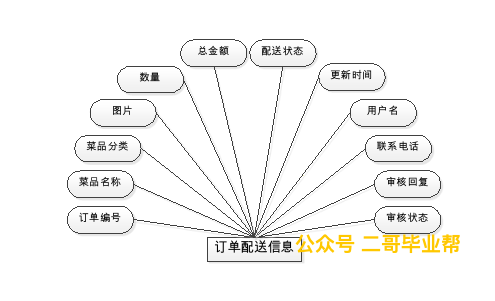 总金额
配送状态
数量
更新时间
图片
用户名
菜品分类
联系电话
菜品名称
审核回复
订单编号
审核状态
订单配送信息
公众号 二哥毕业帮